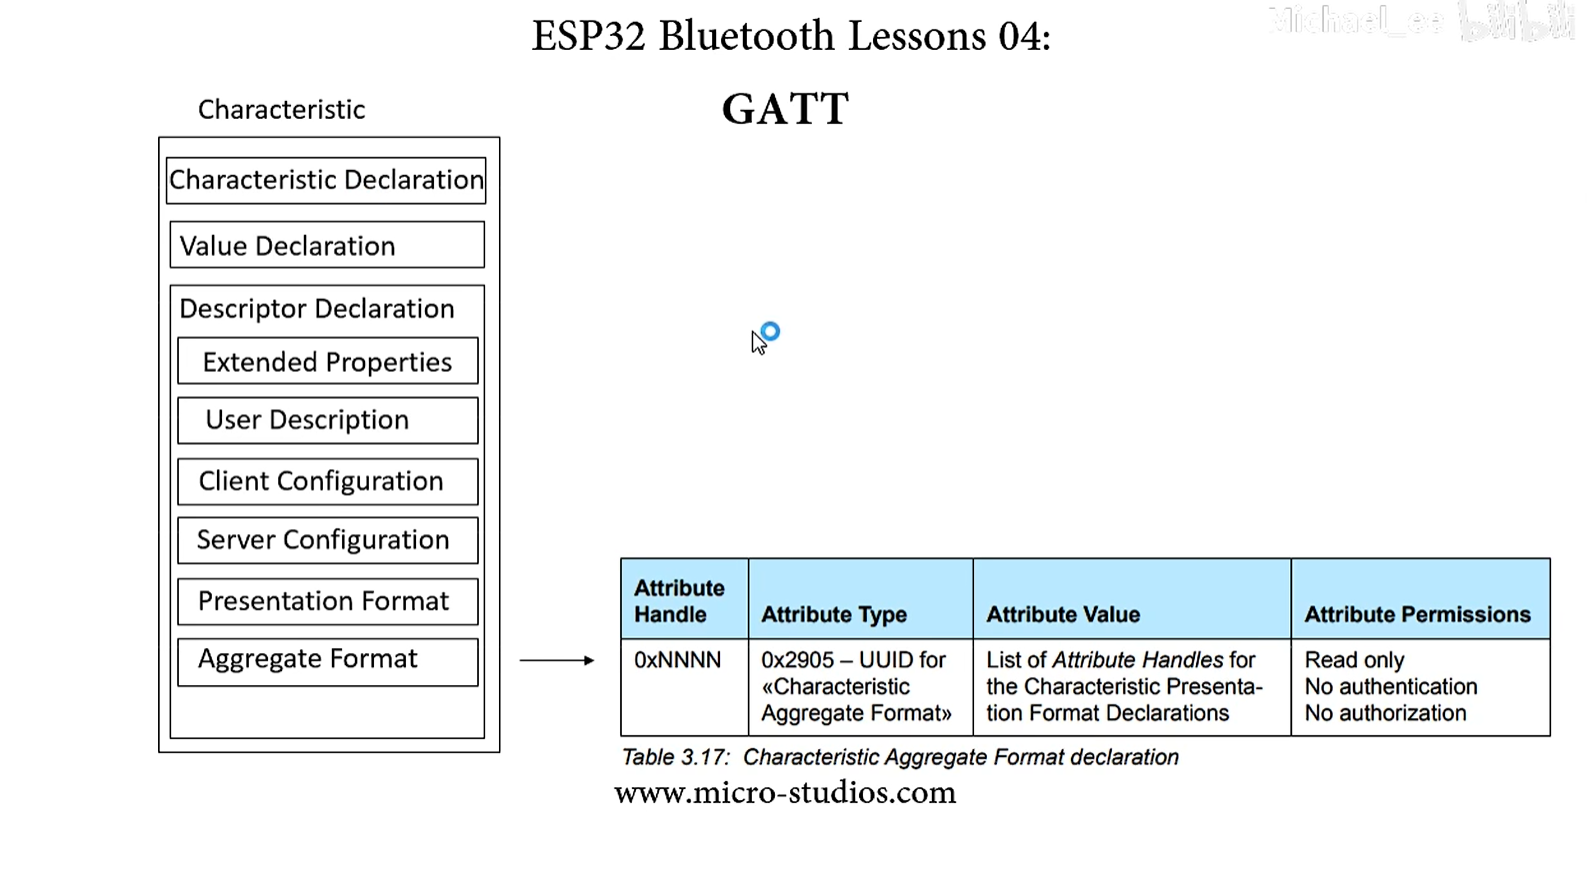 Michael_ee bilibili
ESP32 Bluetooth Lessons 04:
GATT
Characteristic
Characteristic Declaration
Value Declaration
Descriptor Declaration
Extended Properties
User Description
Client Configuration
Server Configuration
Presentation Format
Aggregate Format
Attribute
Handle
Attribute Type
Attribute Value
Attribute Permissions
0xNNNN
0x2905 – UUID for
«Characteristic
Aggregate Format»
List of Attribute Handles for
the Characteristic Presenta-
tion Format Declarations
Read only
No authentication
No authorization
Table 3.17: Characteristic Aggregate Format declaration
www.micro-studios.com